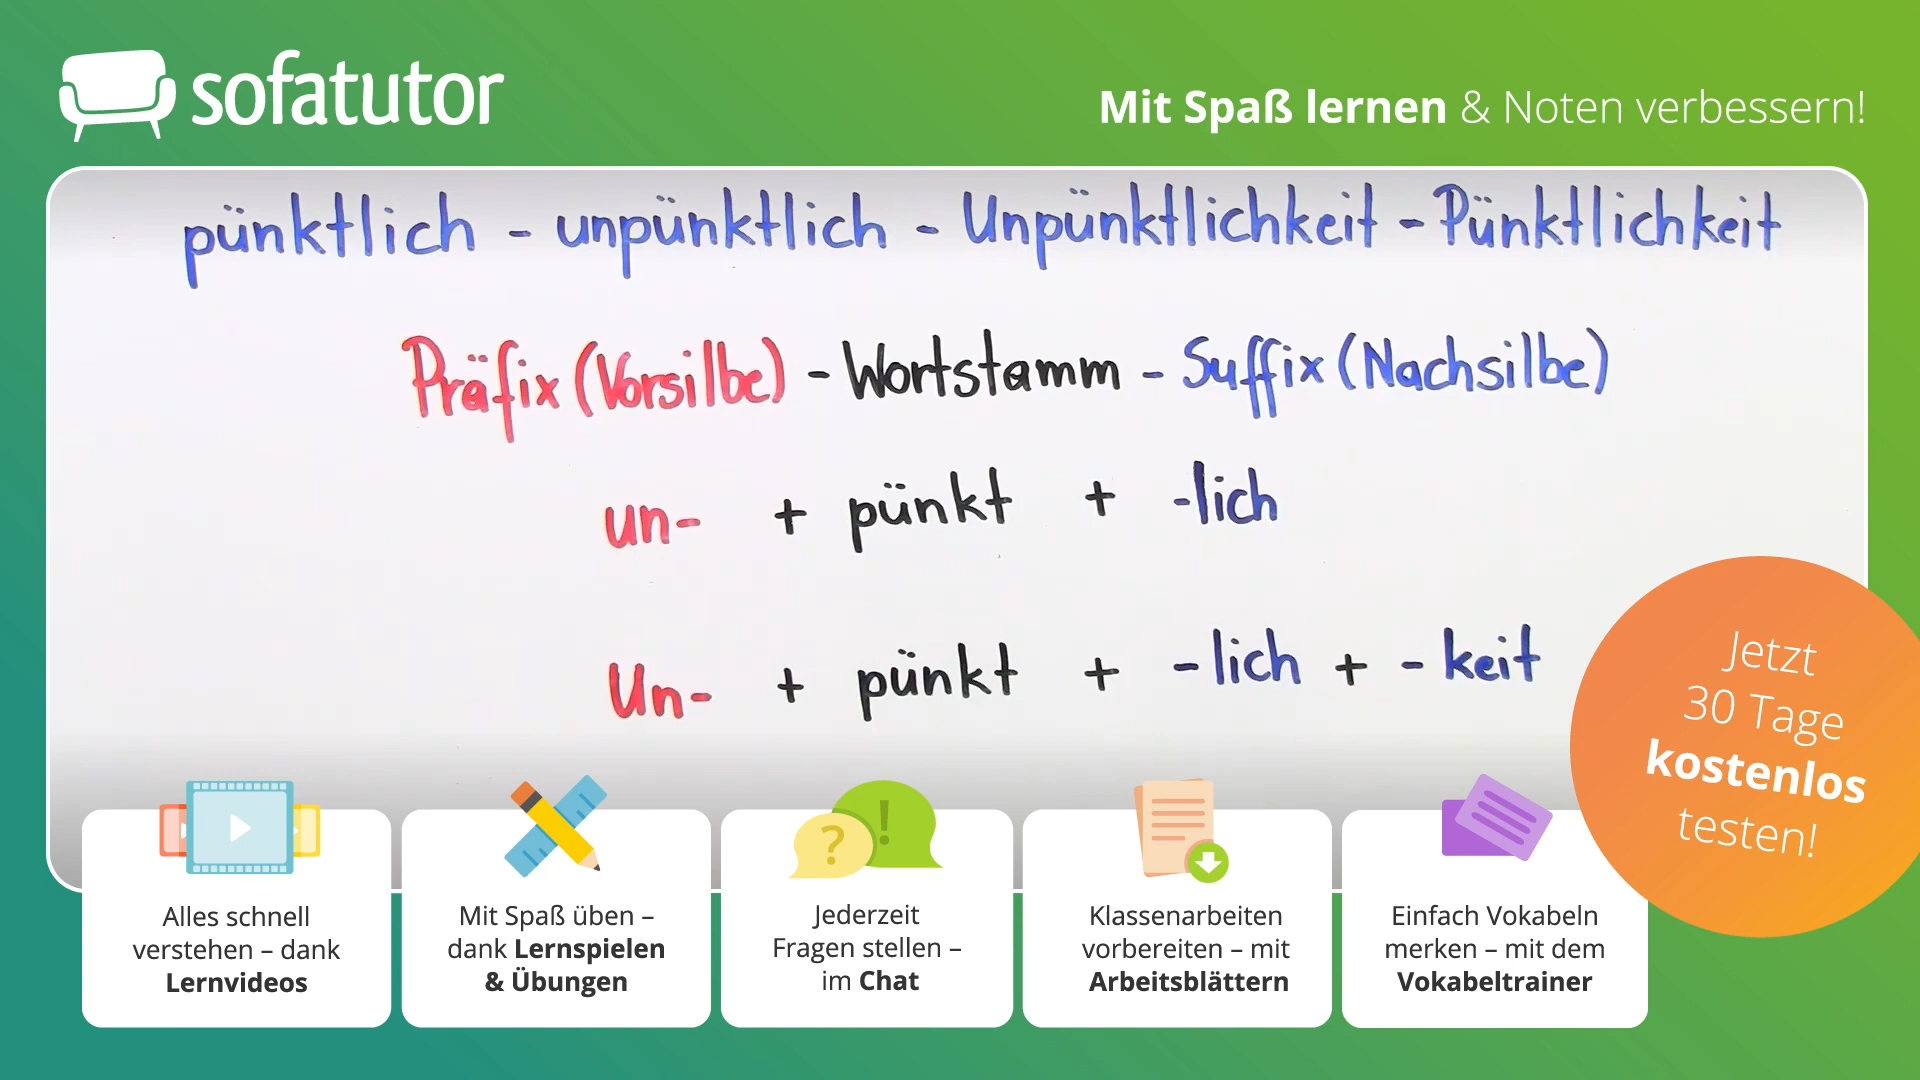 sofatutor
Mit Spaß lernen & Noten verbessern!
pünktlich - unpünktlich - Unpünktlichkeit - Pünktlichkeit
Präfix (Vorsilbe) - Wortstamm - Suffix (Nachsilbe)
un- + pünkt + -lich
Un- + pünkt + -lich + -keit
Jetzt
30 Tage
kostenlos
testen!
Alles schnell
verstehen – dank
Lernvideos
Mit Spaß üben –
dank Lernspielen
& Übungen
? !
Jederzeit
Fragen stellen –
im Chat
Klassenarbeiten
vorbereiten – mit
Arbeitsblättern
Einfach Vokabeln
merken – mit dem
Vokabeltrainer